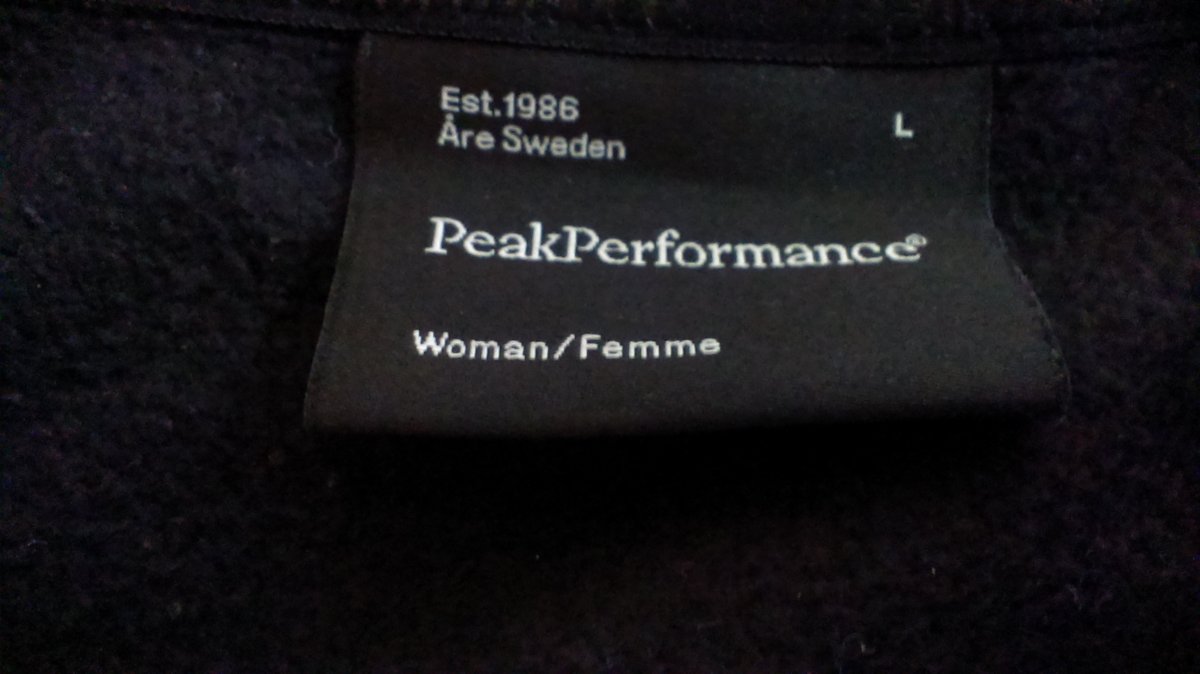 Est.1986
Åre Sweden
L
PeakPerformance®
Woman/Femme